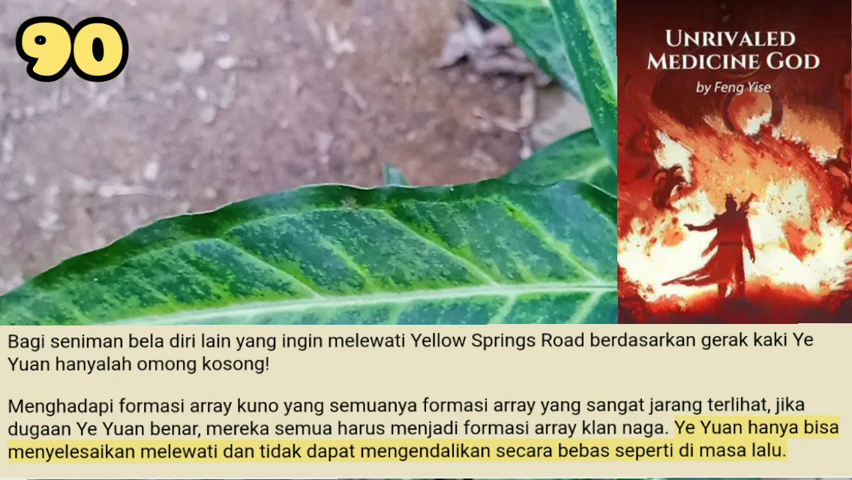 90
UNRIVALED
MEDICINE GOD
by Feng Yise
Bagi seniman bela diri lain yang ingin melewati Yellow Springs Road berdasarkan gerak kaki Ye
Yuan hanyalah omong kosong!
Menghadapi formasi array kuno yang semuanya formasi array yang sangat jarang terlihat, jika
dugaan Ye Yuan benar, mereka semua harus menjadi formasi array klan naga. Ye Yuan hanya bisa
menyelesaikan melewati dan tidak dapat mengendalikan secara bebas seperti di masa lalu.